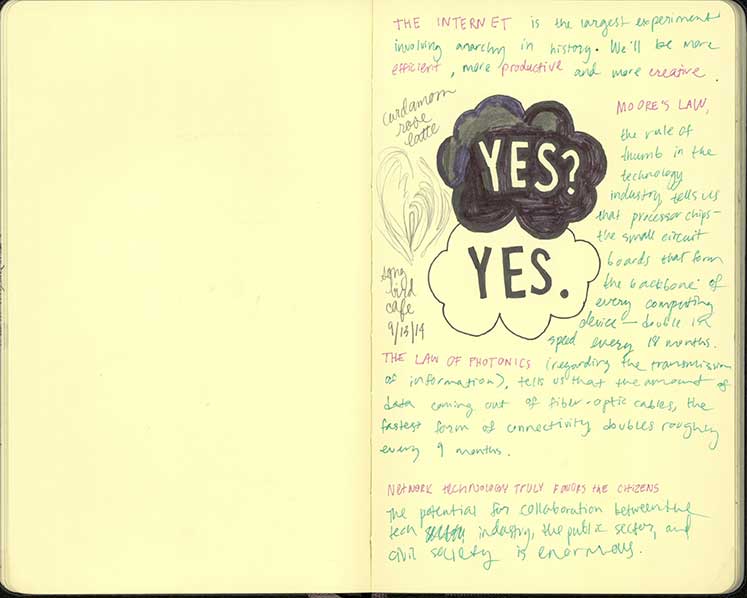 THE INTERNET is the largest experiment
involving anarchy in history. We'll be more
efficient, more productive and more creative.
cardamom
rose
latte
YES?
YES.
song
bird
cafe
9/13/14
MOORE'S LAW,
the rule of
thumb in the
technology
industry tells us
that processor chips—
the small circuit
boards that form
the backbone of
every computing
device — double in
speed every 18 months.
THE LAW OF PHOTONICS (regarding the transmission
of information), tells us that the amount of
data coming out of fiber-optic cables, the
fastest form of connectivity doubles roughly
every 9 months.
NETWORK TECHNOLOGY TRULY FAVORS THE CITIZENS
The potential for collaboration between the
tech industry, the public sector, and
civil society is enormous.